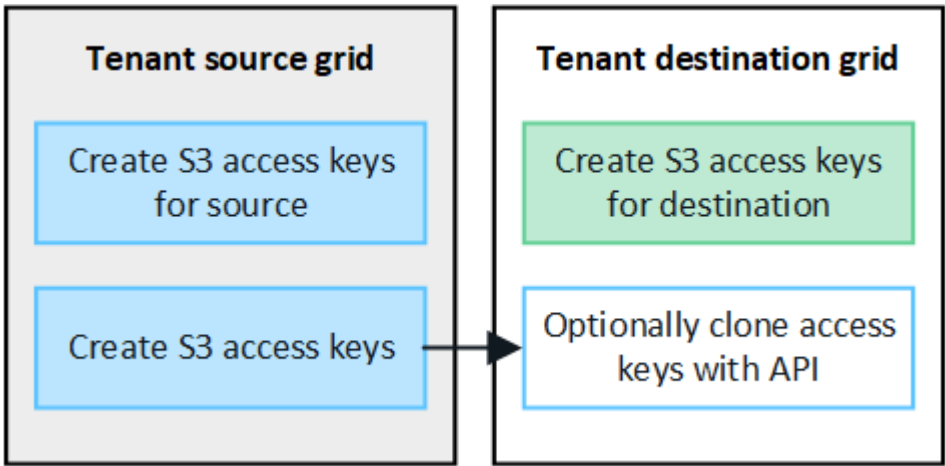 Tenant source grid
Create S3 access keys
for source
Create S3 access keys
Tenant destination grid
Create S3 access keys
for destination
Optionally clone access
keys with API